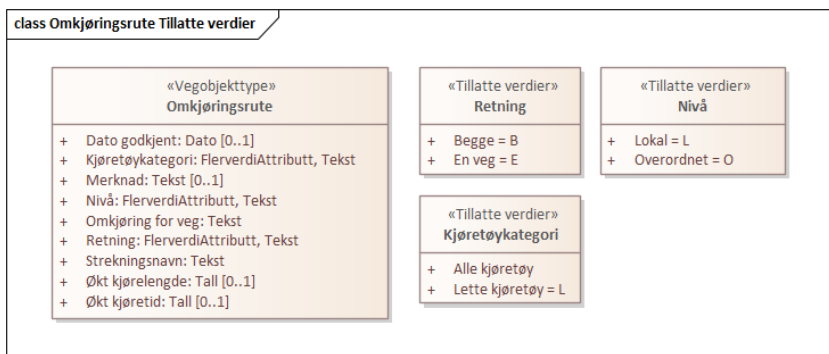 class Omkjøringsrute Tillatte verdier
«Vegobjekttype»
Omkjøringsrute
+ Dato godkjent: Dato [0..1]
+ Kjøretøykategori: FlerverdiAttributt, Tekst
+ Merknad: Tekst [0..1]
+ Nivå: FlerverdiAttributt, Tekst
+ Omkjøring for veg: Tekst
+ Retning: FlerverdiAttributt, Tekst
+ Strekningsnavn: Tekst
+ Økt kjørelengde: Tall [0..1]
+ Økt kjøretid: Tall [0..1]
«Tillatte verdier»
Retning
+ Begge = B
+ En veg = E
«Tillatte verdier»
Nivå
+ Lokal = L
+ Overordnet = O
«Tillatte verdier»
Kjøretøykategori
+ Alle kjøretøy
+ Lette kjøretøy = L